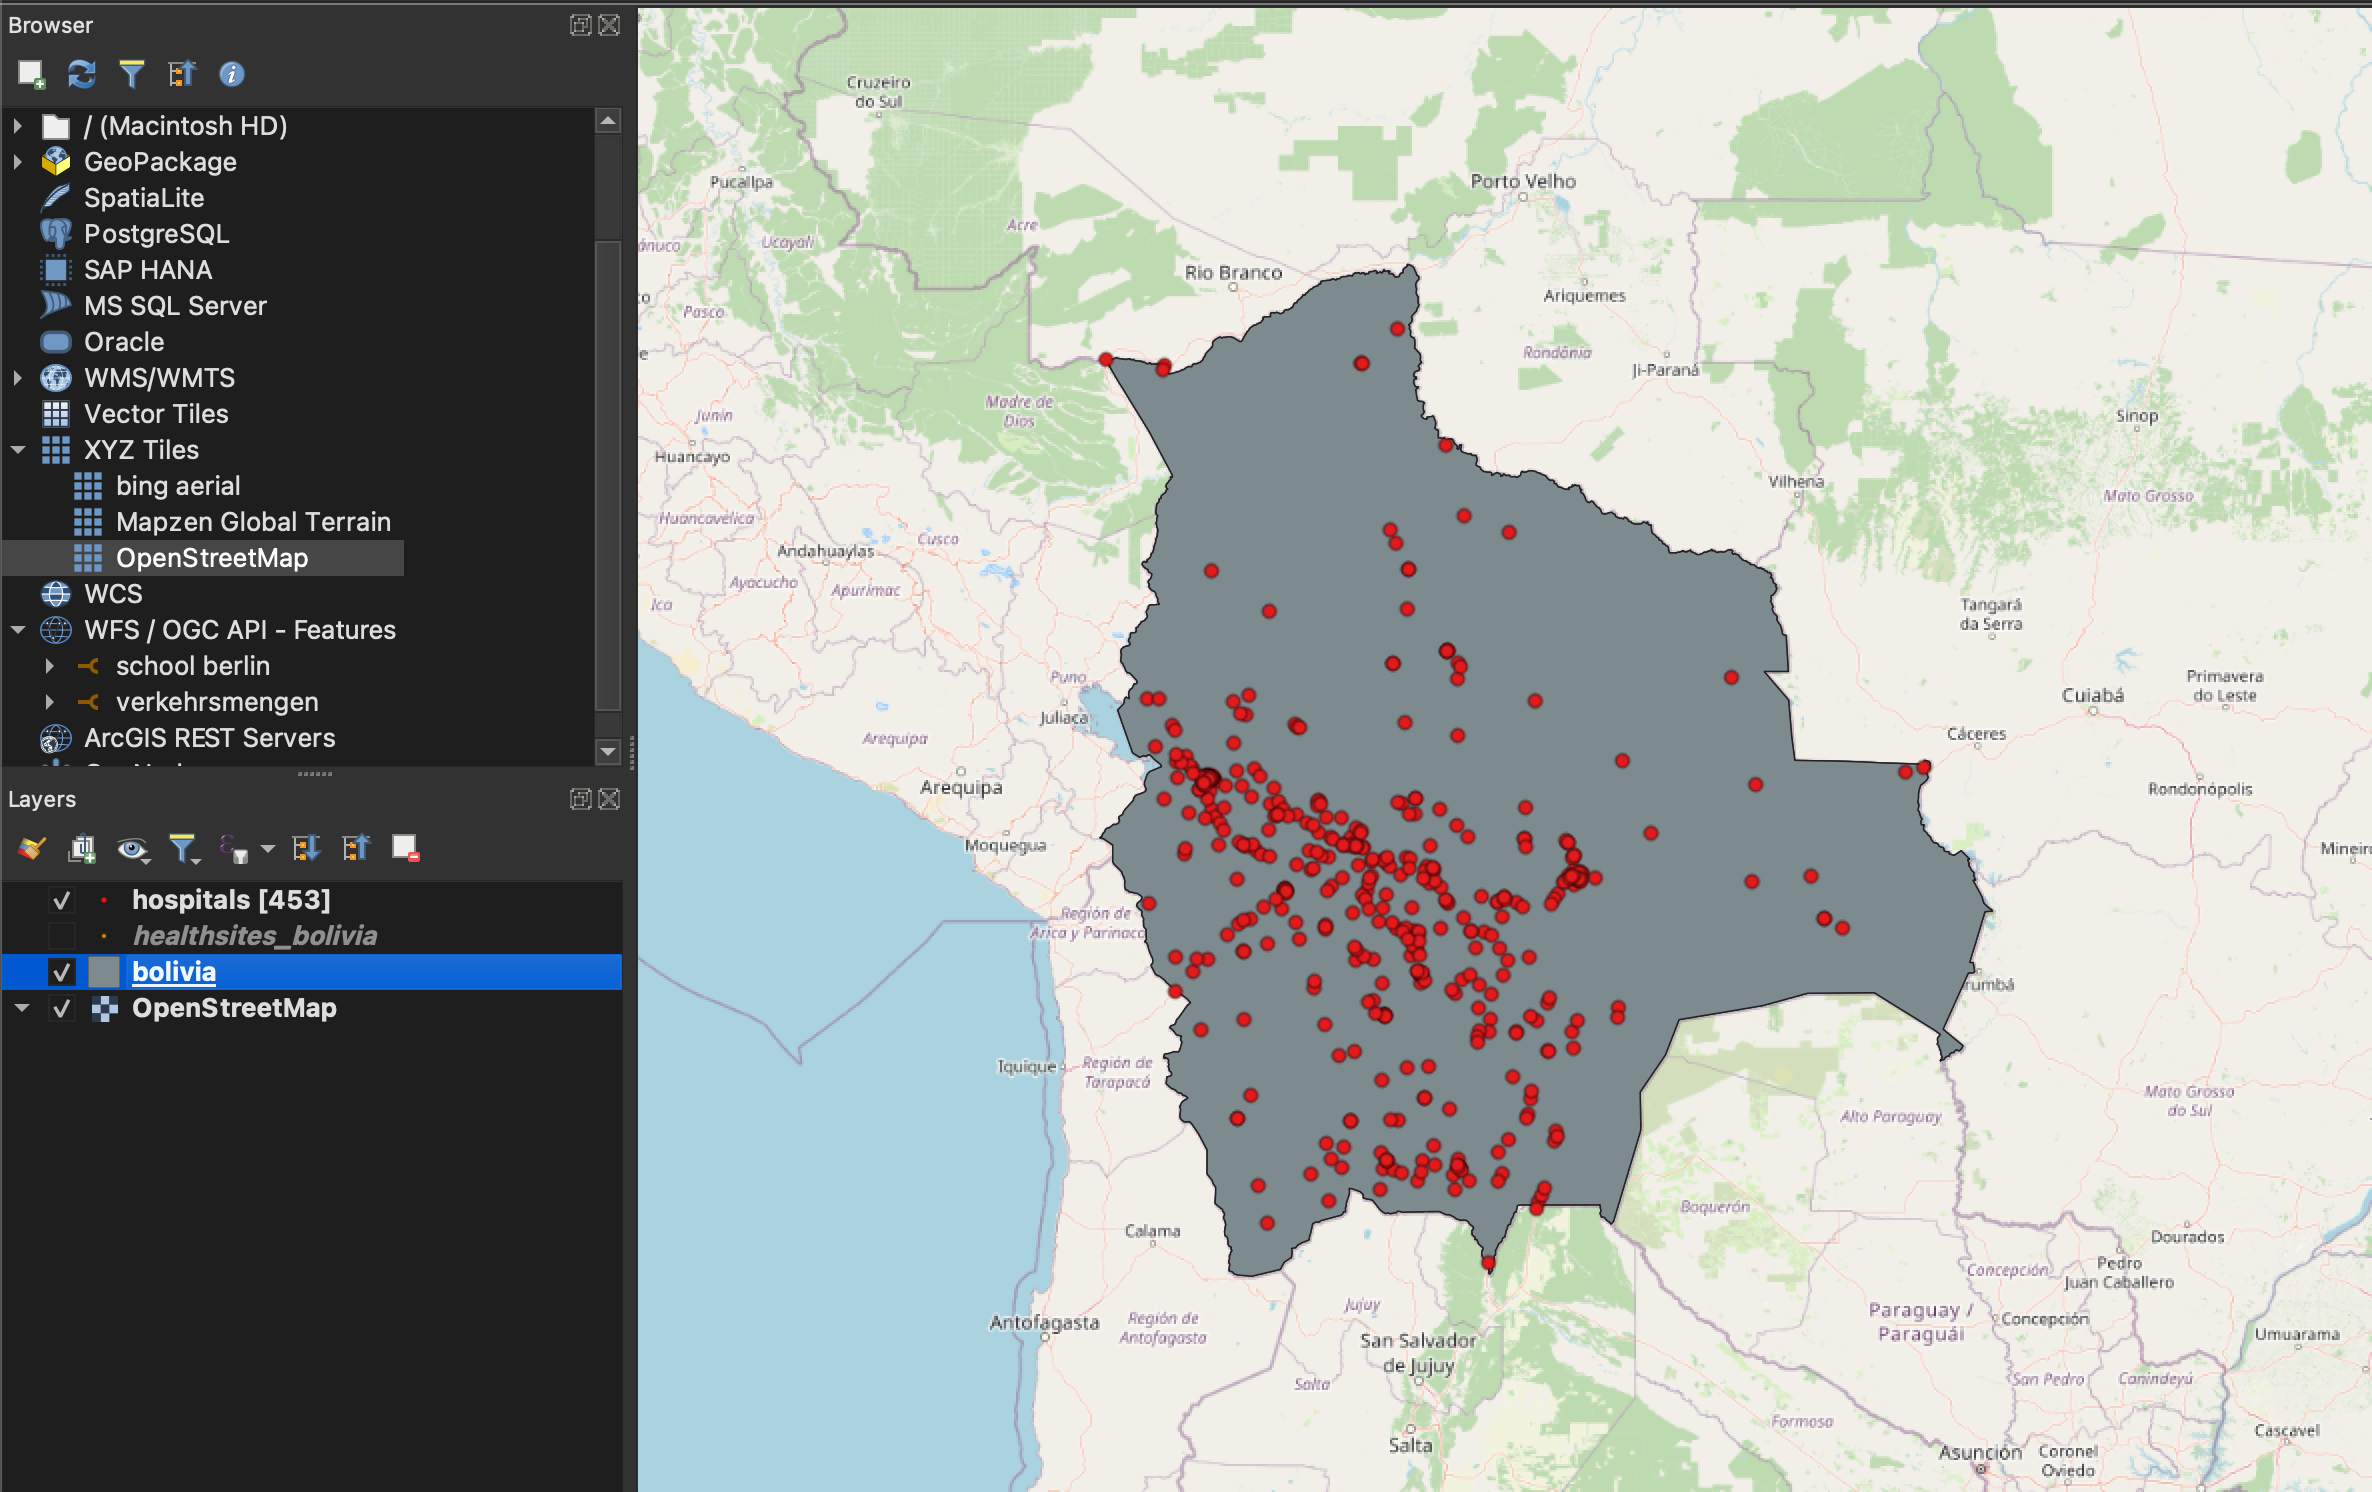 Browser
/ (Macintosh HD)
GeoPackage
SpatiaLite
PostgreSQL
SAP HANA
MS SQL Server
Oracle
WMS/WMTS
Vector Tiles
XYZ Tiles
bing aerial
Mapzen Global Terrain
OpenStreetMap
WCS
WFS / OGC API - Features
school berlin
verkehrsmengen
ArcGIS REST Servers
Layers
hospitals [453]
healthsites_bolivia
bolivia
OpenStreetMap
Cruzeiro
do Sul
Pucallpa
Porto Velho
Acre
Ucayali
ánuco
Rio Branco
Ariquemes
Pasco
Rondônia
Ji-Paraná
Madre de
Dios
Junín
Sinop
Huancayo
Vilhena
Mato Grosso
Huancavelica
Cusco
Andahuaylas
Ayacucho
Apurímac
Ica
Tangará
da Serra
Puno
Juliaca
Primavera
do Leste
Cuiabá
Arequipa
Cáceres
Arequipa
Rondonópolis
Moquegua
Mineir
Región de
Arica y Parinaco
rumbá
Iquique
Región de
Tarapacá
Mato Grosso
do Sul
Alto Paraguay
Boquerón
Calama
Dourados
Concepción
Pedro
Juan Caballero
Jujuy
Antofagasta
Región de
Antofagasta
Paraguay /
Paraguái
Concepción
San Salvador
de Jujuy
Umuarama
Salta
San Pedro
Canindeyú
Formosa
Salta
Cascavel
Asunción
Coronel
Oviedo